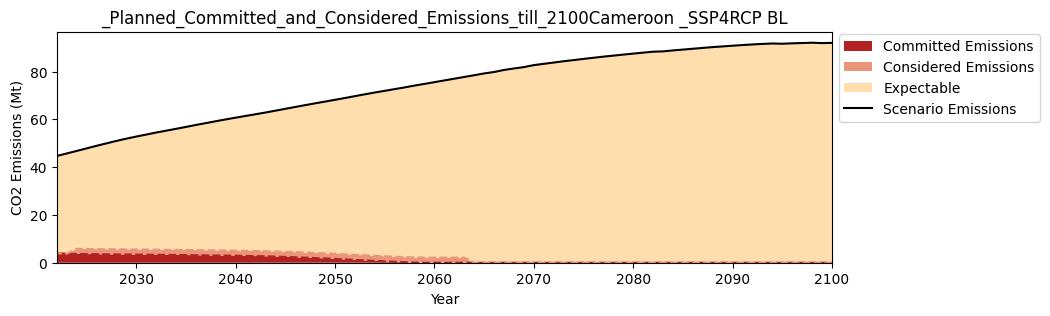 _Planned_Committed_and_Considered_Emissions_till_2100Cameroon _SSP4RCP BL
Committed Emissions
Considered Emissions
Expectable
Scenario Emissions
CO2 Emissions (Mt)
80
60
40
20
0
2030 2040 2050 2060 2070 2080 2090 2100
Year